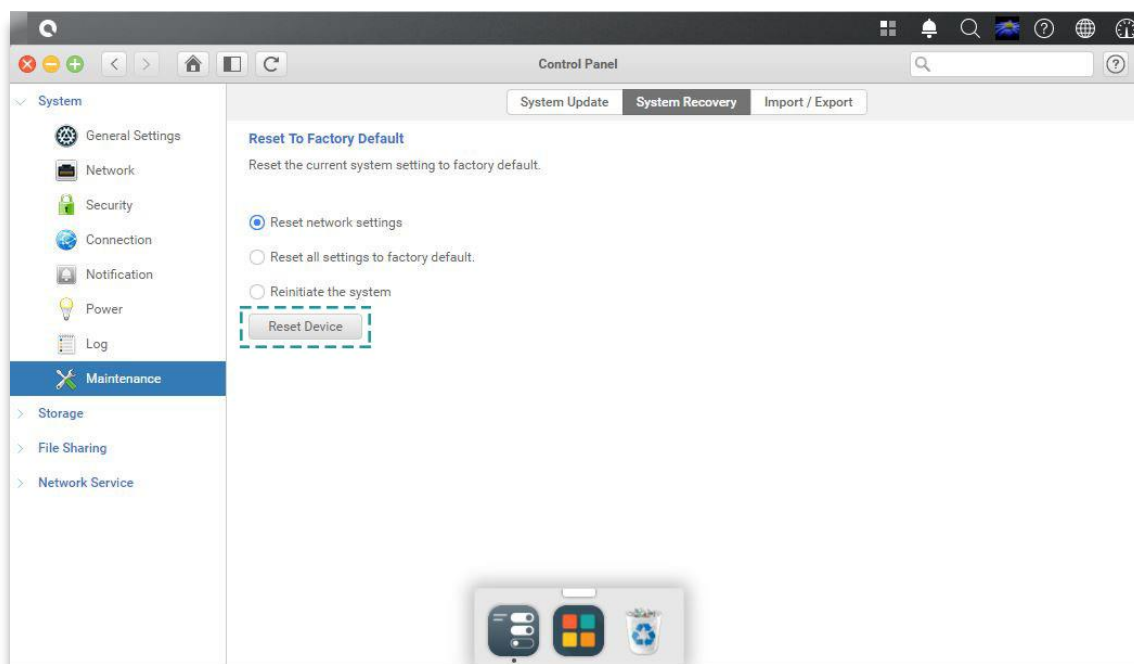 Control Panel
System
General Settings
Network
Security
Connection
Notification
Power
Log
Maintenance
Storage
File Sharing
Network Service
System Update System Recovery Import / Export
Reset To Factory Default
Reset the current system setting to factory default.
Reset network settings
Reset all settings to factory default.
Reinitiate the system
Reset Device